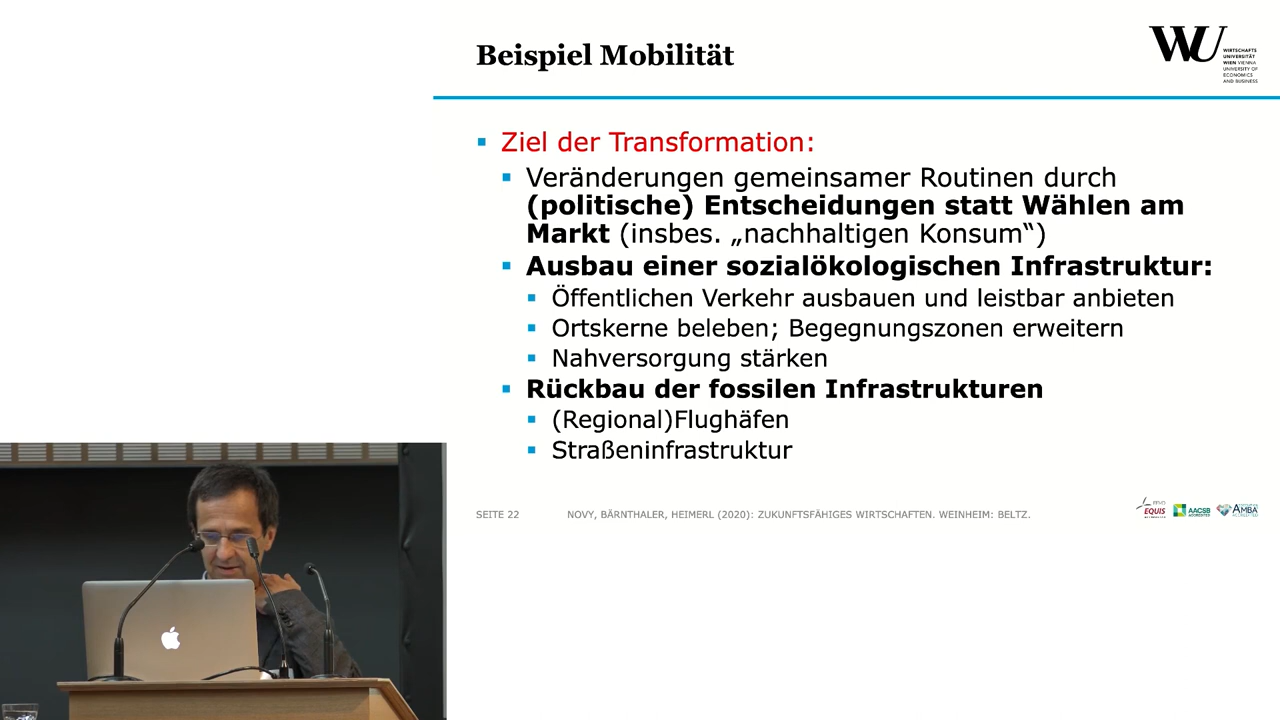 Beispiel Mobilität
WU
WIRTSCHAFTS
UNIVERSITÄT
WIEN VIENNA
UNIVERSITY OF
ECONOMICS
AND BUSINESS
Ziel der Transformation:
Veränderungen gemeinsamer Routinen durch
(politische) Entscheidungen statt Wählen am
Markt (insbes. „nachhaltigen Konsum“)
Ausbau einer sozialökologischen Infrastruktur:
Öffentlichen Verkehr ausbauen und leistbar anbieten
Ortskerne beleben; Begegnungszonen erweitern
Nahversorgung stärken
Rückbau der fossilen Infrastrukturen
(Regional)Flughäfen
Straßeninfrastruktur
SEITE 22 NOVY, BÄRNTHALER, HEIMERL (2020): ZUKUNFTSFÄHIGES WIRTSCHAFTEN. WEINHEIM: BELTZ.
EQUIS
AACSB
AMBA